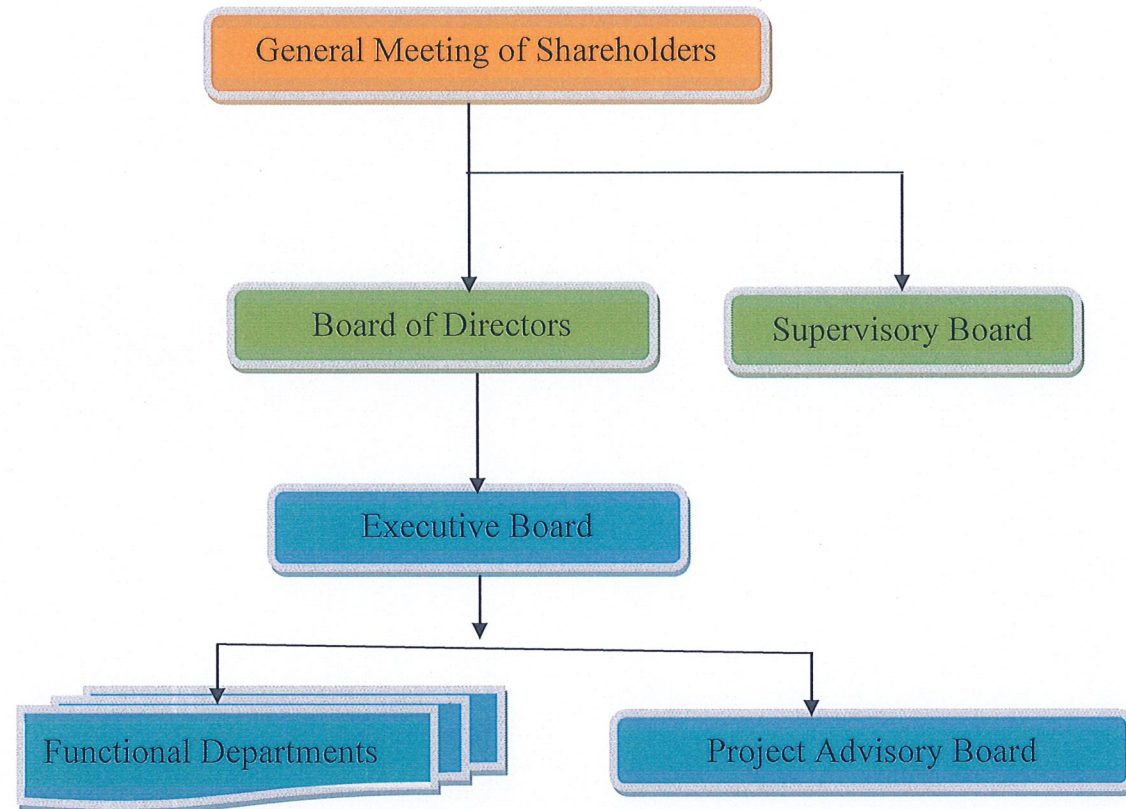 General Meeting of Shareholders
Board of Directors
Supervisory Board
Executive Board
Functional Departments
Project Advisory Board